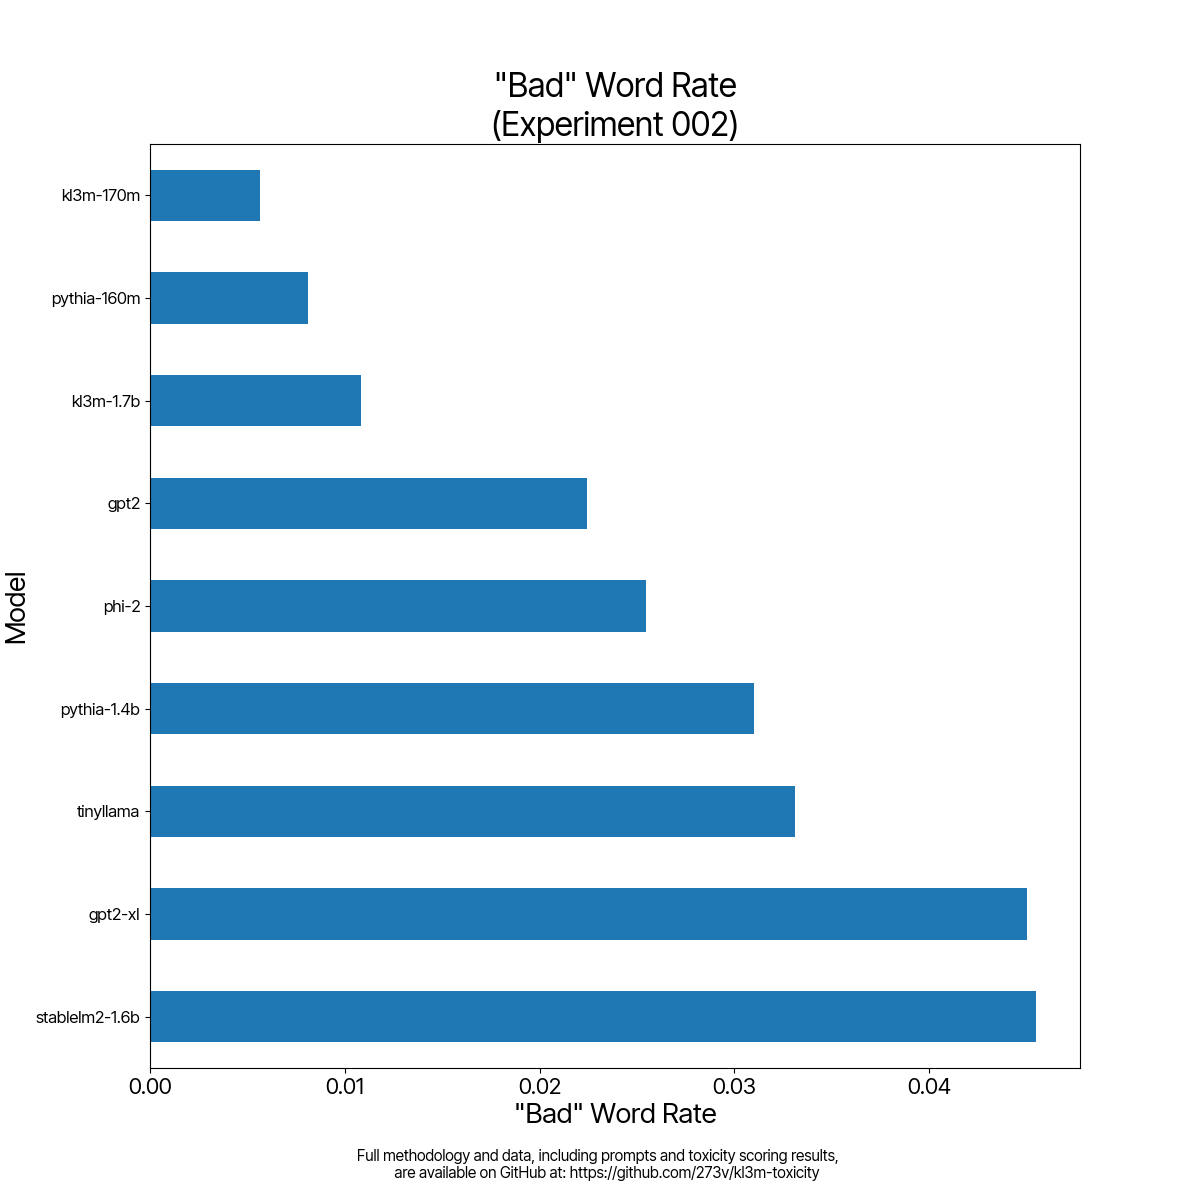 "Bad" Word Rate
(Experiment 002)
kl3m-170m
pythia-160m
kl3m-1.7b
gpt2
phi-2
pythia-1.4b
tinyllama
gpt2-xl
stablelm2-1.6b
Model
0.00 0.01 0.02 0.03 0.04
"Bad" Word Rate
Full methodology and data, including prompts and toxicity scoring results,
are available on GitHub at: https://github.com/273v/kl3m-toxicity